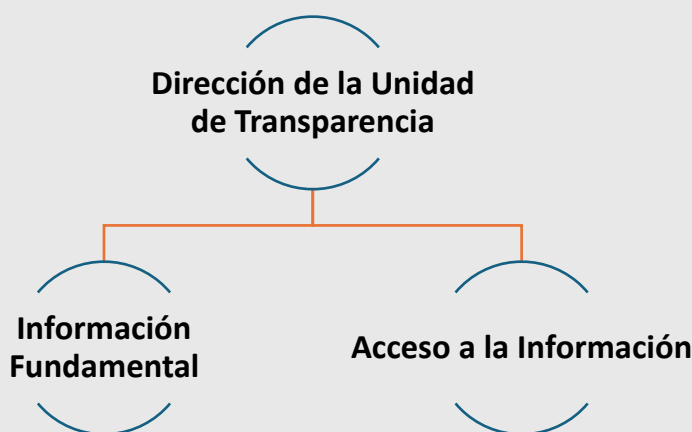 Dirección de la Unidad
de Transparencia
Información
Fundamental
Acceso a la Información